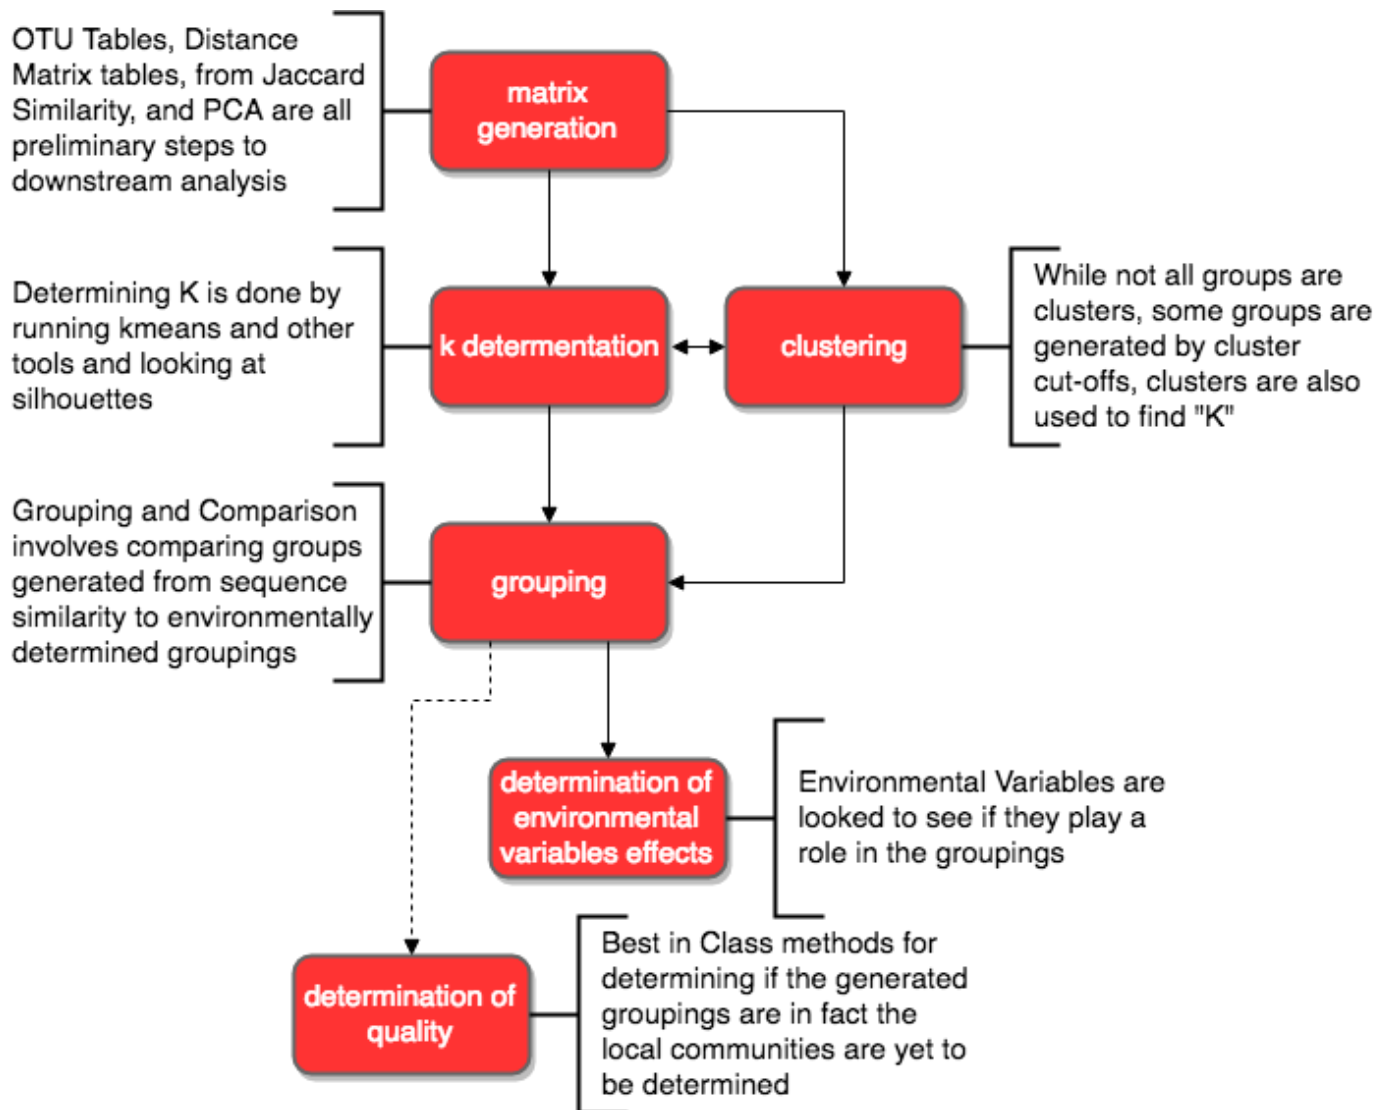 OTU Tables, Distance
Matrix tables, from Jaccard
Similarity, and PCA are all
preliminary steps to
downstream analysis
matrix
generation
Determining K is done by
running kmeans and other
tools and looking at
silhouettes
k determentation
clustering
While not all groups are
clusters, some groups are
generated by cluster
cut-offs, clusters are also
used to find "K"
Grouping and Comparison
involves comparing groups
generated from sequence
similarity to environmentally
determined groupings
grouping
determination of
environmental
variables effects
Environmental Variables are
looked to see if they play a
role in the groupings
determination of
quality
Best in Class methods for
determining if the generated
groupings are in fact the
local communities are yet to
be determined